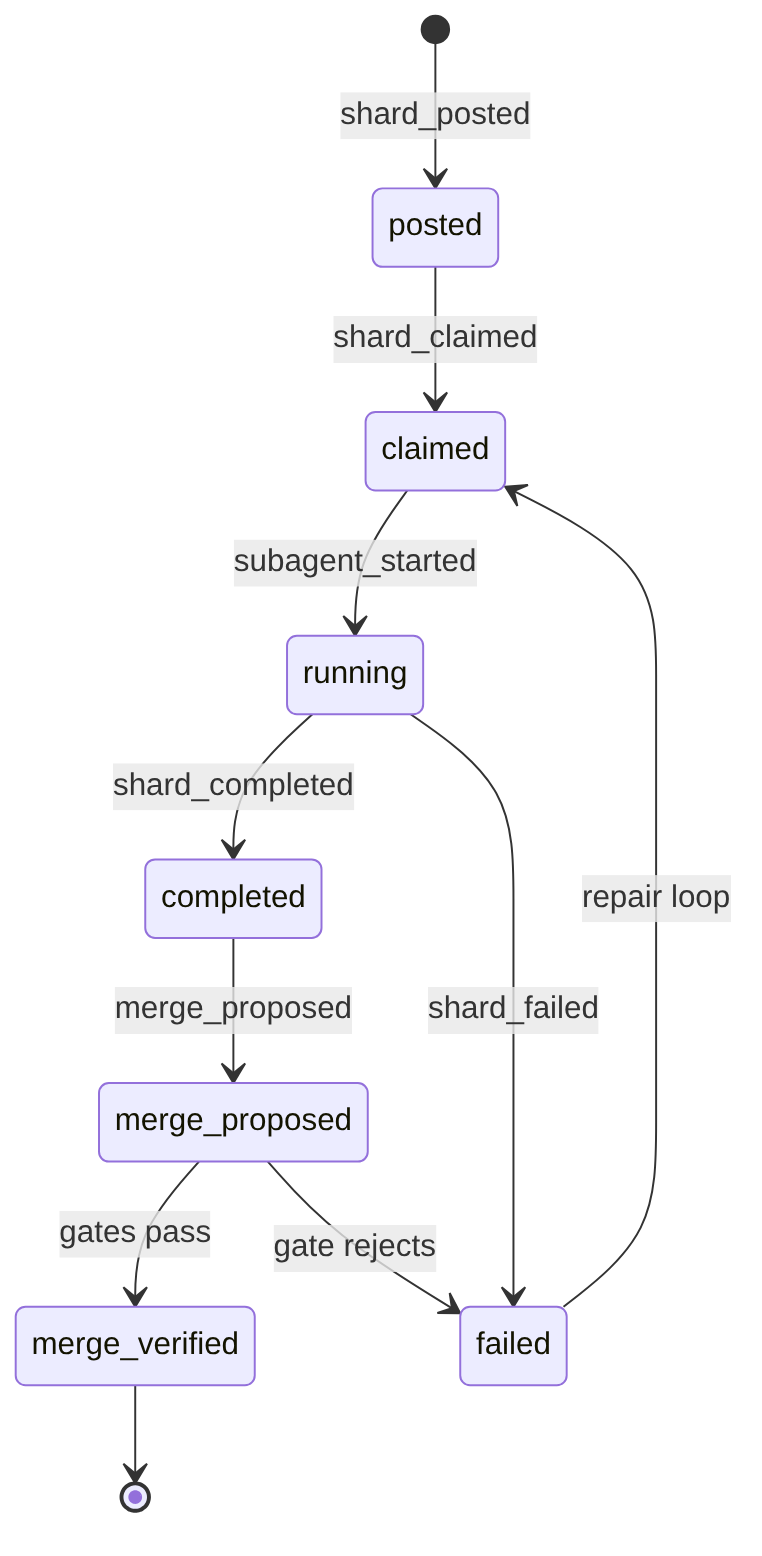 shard_posted
posted
shard_claimed
claimed
subagent_started
running
shard_completed
completed
repair loop
merge_proposed
shard_failed
merge_proposed
gates pass
gate rejects
merge_verified
failed